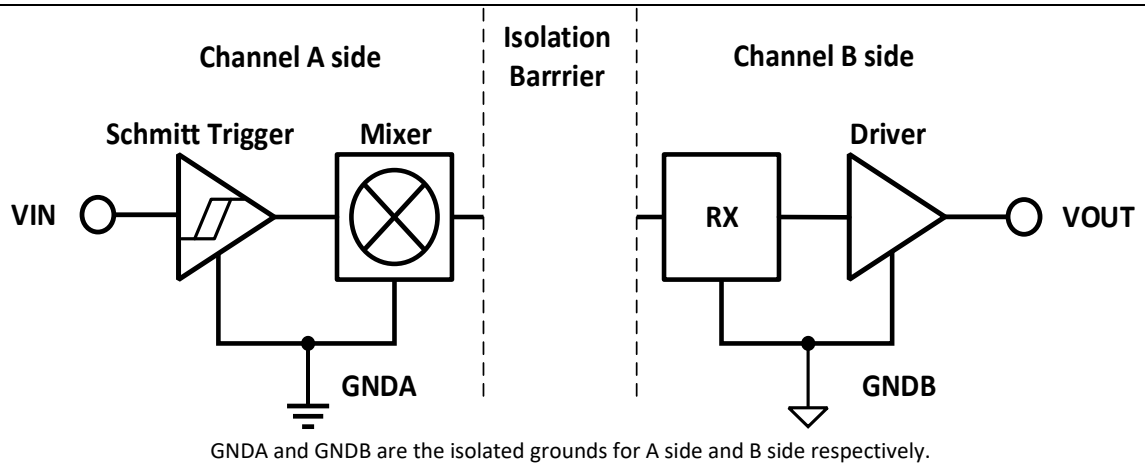 Channel A side
Isolation
Barrrier
Channel B side
Schmitt Trigger
Mixer
Driver
VIN
RX
VOUT
GNDA
GNDB
GNDA and GNDB are the isolated grounds for A side and B side respectively.